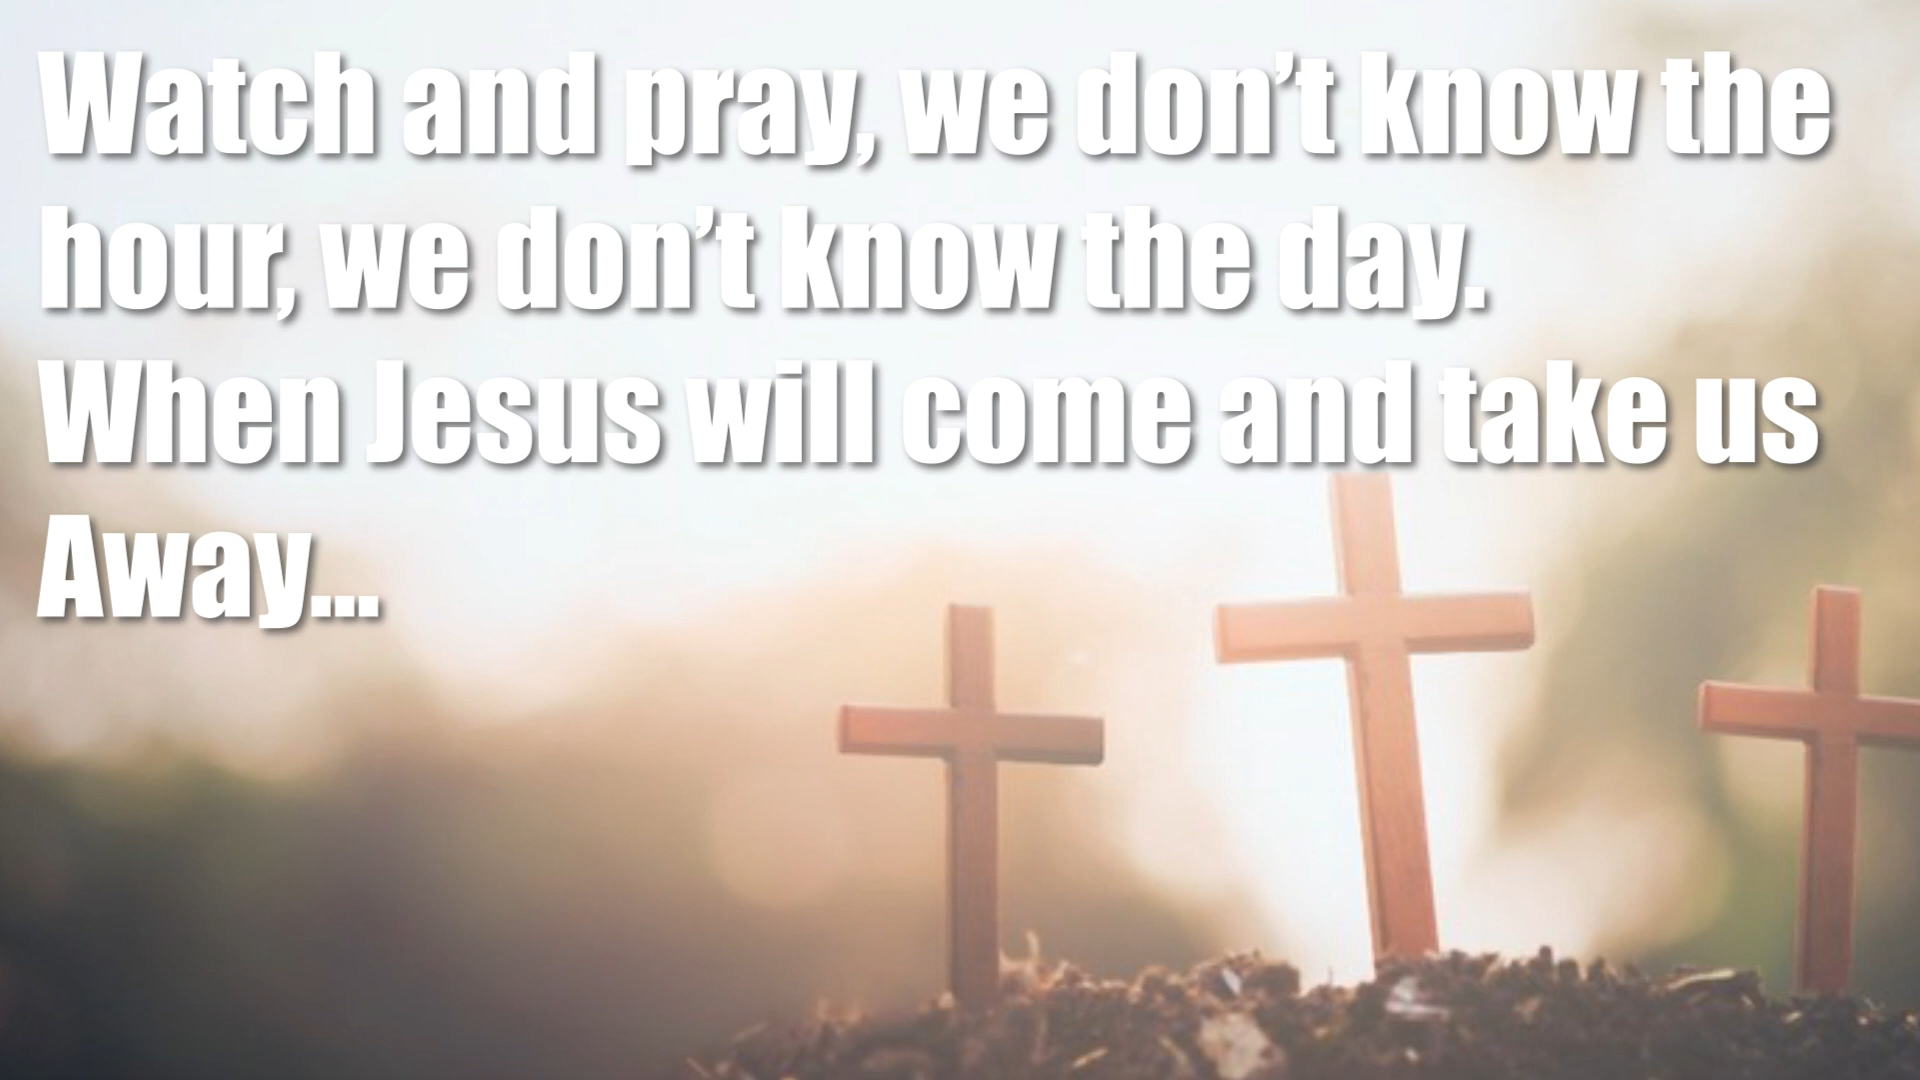 Watch and pray, we don’t know the
hour, we don’t know the day.
When Jesus will come and take us
Away...